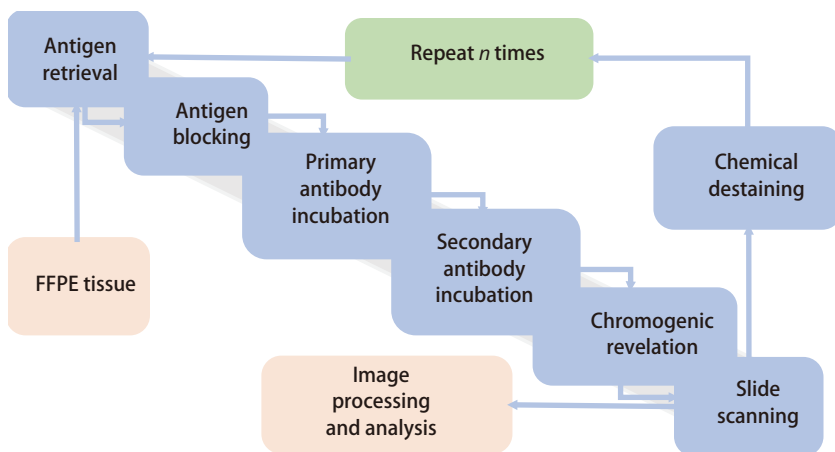 Antigen
retrieval
Repeat n times
Antigen
blocking
Primary
antibody
incubation
Chemical
destaining
Secondary
antibody
incubation
FFPE tissue
Chromogenic
revelation
Image
processing
and analysis
Slide
scanning